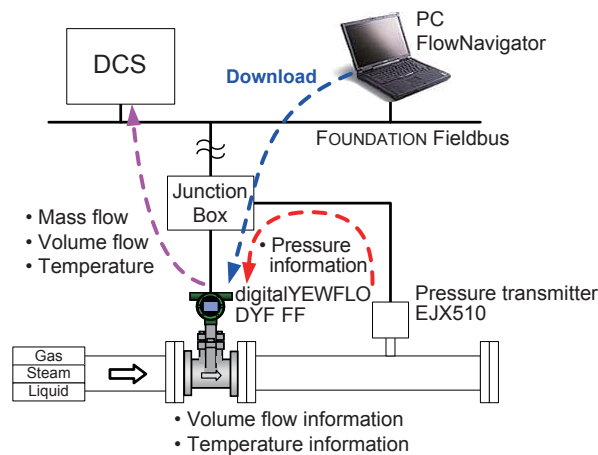 DCS
PC
FlowNavigator
Download
FOUNDATION Fieldbus
Junction
Box
• Mass flow
• Volume flow
• Temperature
• Pressure
information
digitalYEWFLO
DYF FF
Pressure transmitter
EJX510
Gas
Steam
Liquid
• Volume flow information
• Temperature information